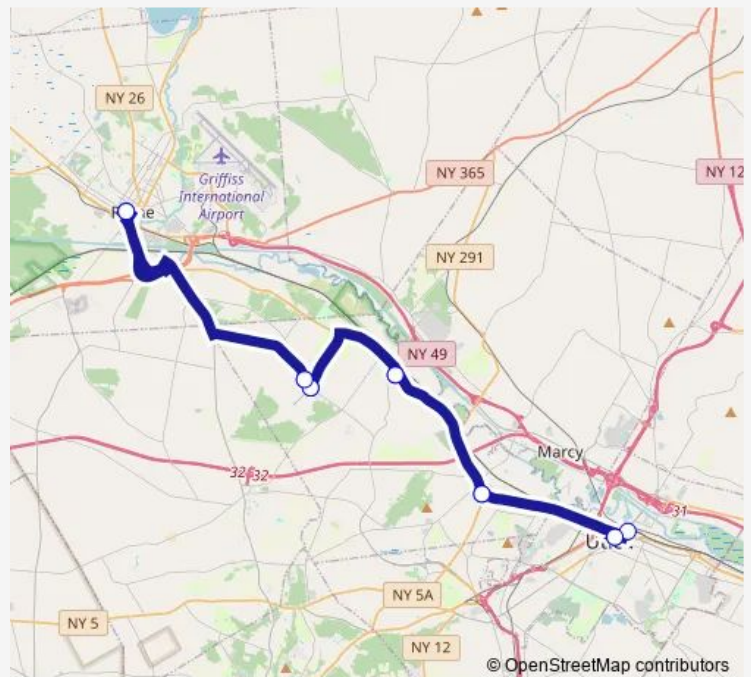 NY 26
Griffiss
International
Airport
NY 365
NY 12
NY 291
NY 49
Marcy
32
32
31
NY 5A
NY 5
NY 12
© OpenStreetMap contributors